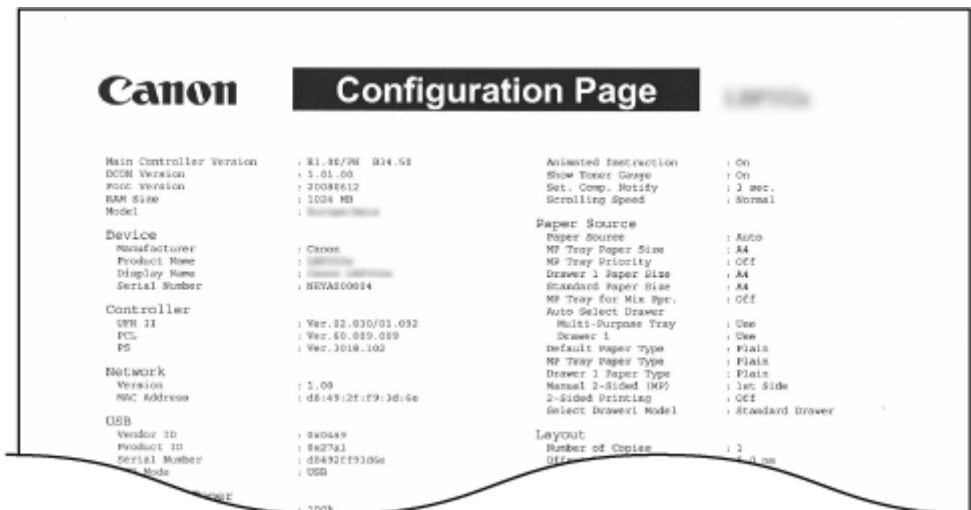 Canon
Configuration Page
Main Controller Version : B1.00/PH B34.50
DCON Version : 1.01.00
Font Version : 20080612
RAM Size : 1024 MB
Model :
Device
Manufacturer : Canon
Product Name :
Display Name :
Serial Number : NRYA000004
Controller
UFR II : Ver.02.030/01.092
PCL : Ver.60.009.009
PS : Ver.3018.102
Network
Version : 1.00
MAC Address : d8:49:2f:f9:3d:6e
USB
Vendor ID : 0x04a9
Product ID : 0x27a1
Serial Number : d8492ff93d6e
Mode : USB
: 100%
Animated Instruction : On
Show Toner Gauge : On
Set. Comp. Notify : 3 sec.
Scrolling Speed : Normal
Paper Source
Paper Source : Auto
MP Tray Paper Size : A4
MP Tray Priority : Off
Drawer 1 Paper Size : A4
Standard Paper Size : A4
MP Tray for Mix Ppr. : Off
Auto Select Drawer
Multi-Purpose Tray : Use
Drawer 1 : Use
Default Paper Type : Plain
MP Tray Paper Type : Plain
Drawer 1 Paper Type : Plain
Manual 2-Sided (MP) : 1st Side
2-Sided Printing : Off
Select Drawer1 Model : Standard Drawer
Layout
Number of Copies : 1